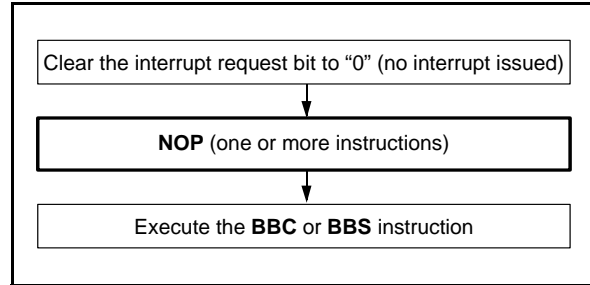 Clear the interrupt request bit to “0” (no interrupt issued)
NOP (one or more instructions)
Execute the BBC or BBS instruction